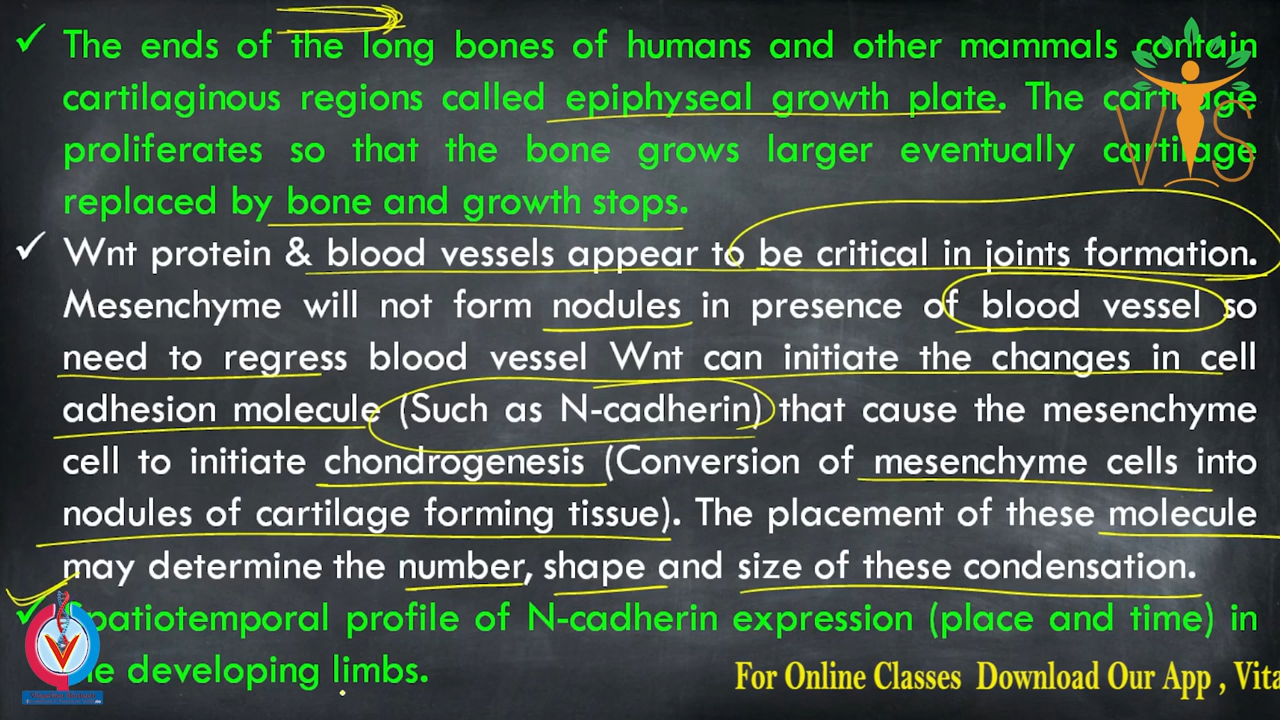 The ends of the long bones of humans and other mammals contain
cartilaginous regions called epiphyseal growth plate. The cartilage
proliferates so that the bone grows larger eventually cartilage
replaced by bone and growth stops.
Wnt protein & blood vessels appear to be critical in joints formation.
Mesenchyme will not form nodules in presence of blood vessel so
need to regress blood vessel Wnt can initiate the changes in cell
adhesion molecule (Such as N-cadherin) that cause the mesenchyme
cell to initiate chondrogenesis (Conversion of mesenchyme cells into
nodules of cartilage forming tissue). The placement of these molecule
may determine the number, shape and size of these condensation.
Spatiotemporal profile of N-cadherin expression (place and time) in
the developing limbs.
For Online Classes Download Our App , Vita